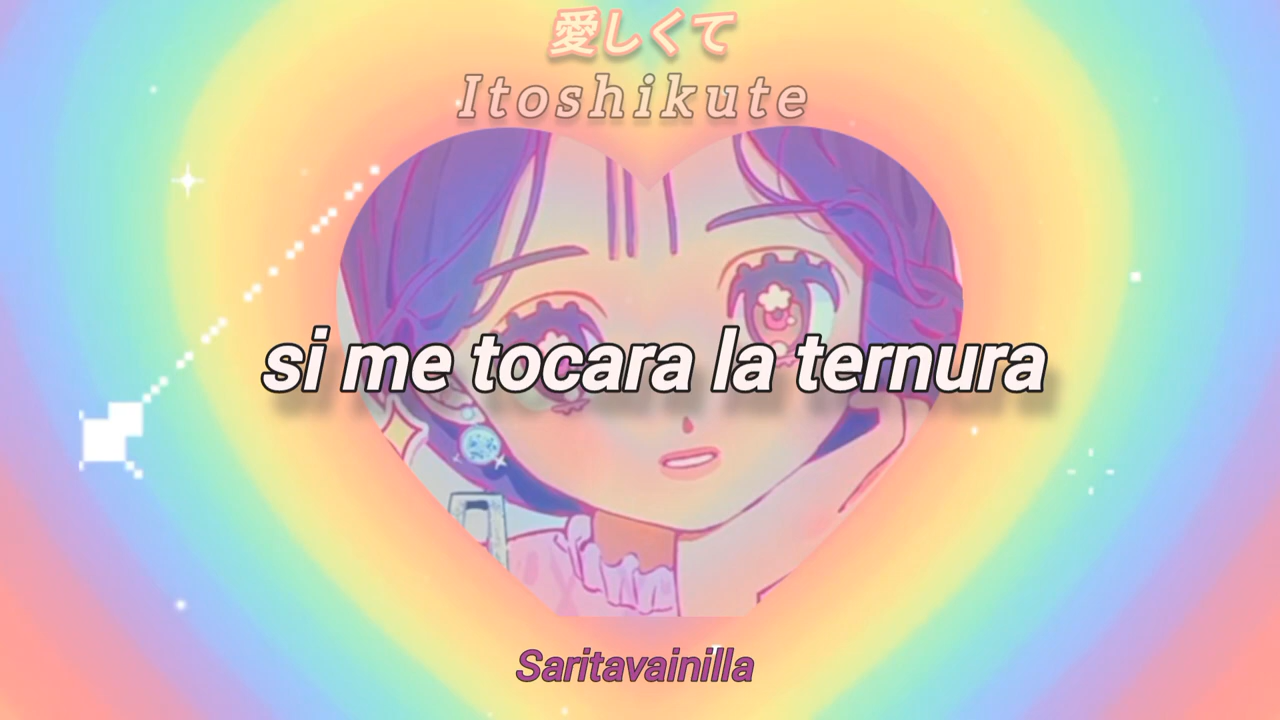 愛しくて
Itoshikute
si me tocara la ternura
Saritavainilla